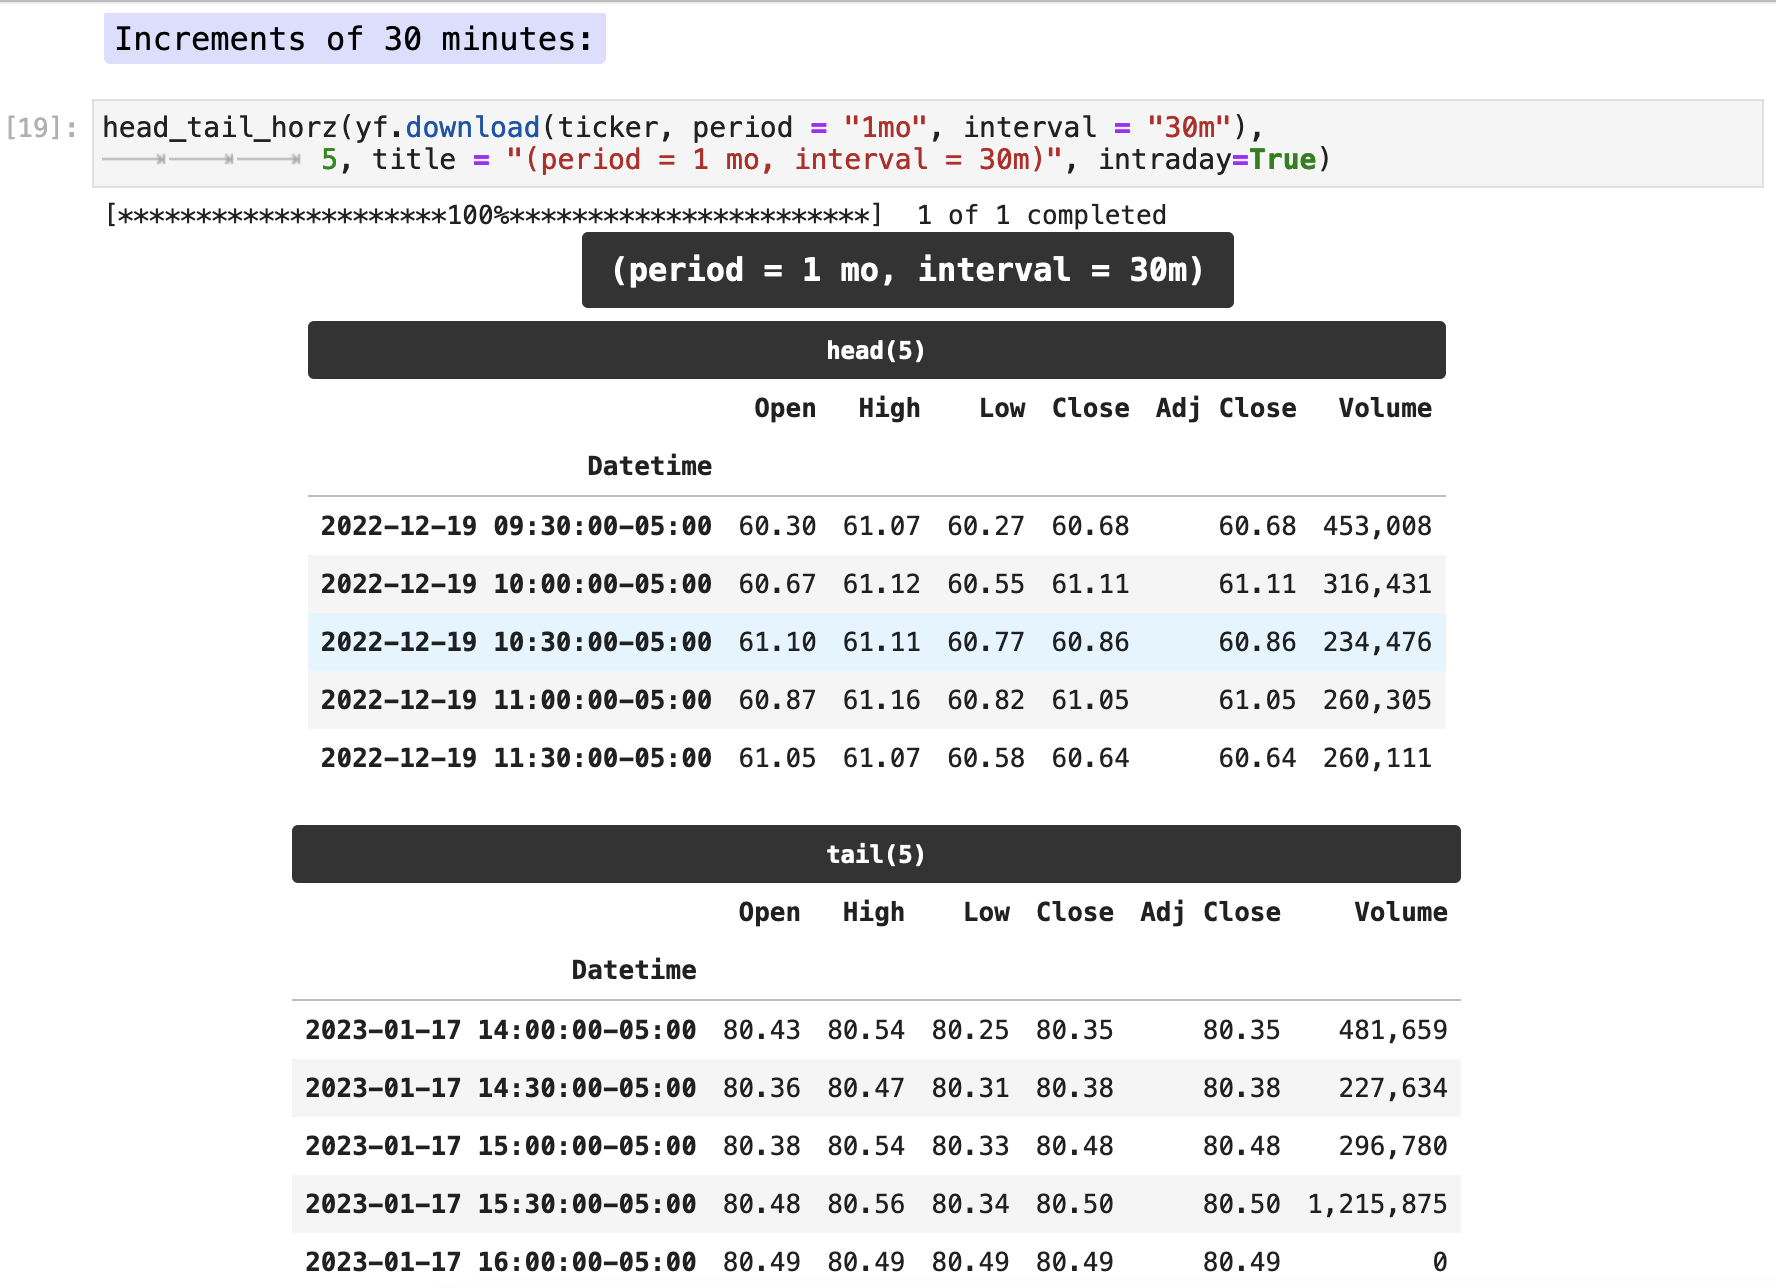 Increments of 30 minutes:
[19]:
head_tail_horz(yf.download(ticker, period = "1mo", interval = "30m"),
5, title = "(period = 1 mo, interval = 30m)", intraday=True)
[*********************100%***********************]  1 of 1 completed
(period = 1 mo, interval = 30m)
head(5)
Open High Low Close Adj Close Volume
Datetime
2022-12-19 09:30:00-05:00 60.30 61.07 60.27 60.68 60.68 453,008
2022-12-19 10:00:00-05:00 60.67 61.12 60.55 61.11 61.11 316,431
2022-12-19 10:30:00-05:00 61.10 61.11 60.77 60.86 60.86 234,476
2022-12-19 11:00:00-05:00 60.87 61.16 60.82 61.05 61.05 260,305
2022-12-19 11:30:00-05:00 61.05 61.07 60.58 60.64 60.64 260,111
tail(5)
Open High Low Close Adj Close Volume
Datetime
2023-01-17 14:00:00-05:00 80.43 80.54 80.25 80.35 80.35 481,659
2023-01-17 14:30:00-05:00 80.36 80.47 80.31 80.38 80.38 227,634
2023-01-17 15:00:00-05:00 80.38 80.54 80.33 80.48 80.48 296,780
2023-01-17 15:30:00-05:00 80.48 80.56 80.34 80.50 80.50 1,215,875
2023-01-17 16:00:00-05:00 80.49 80.49 80.49 80.49 80.49 0